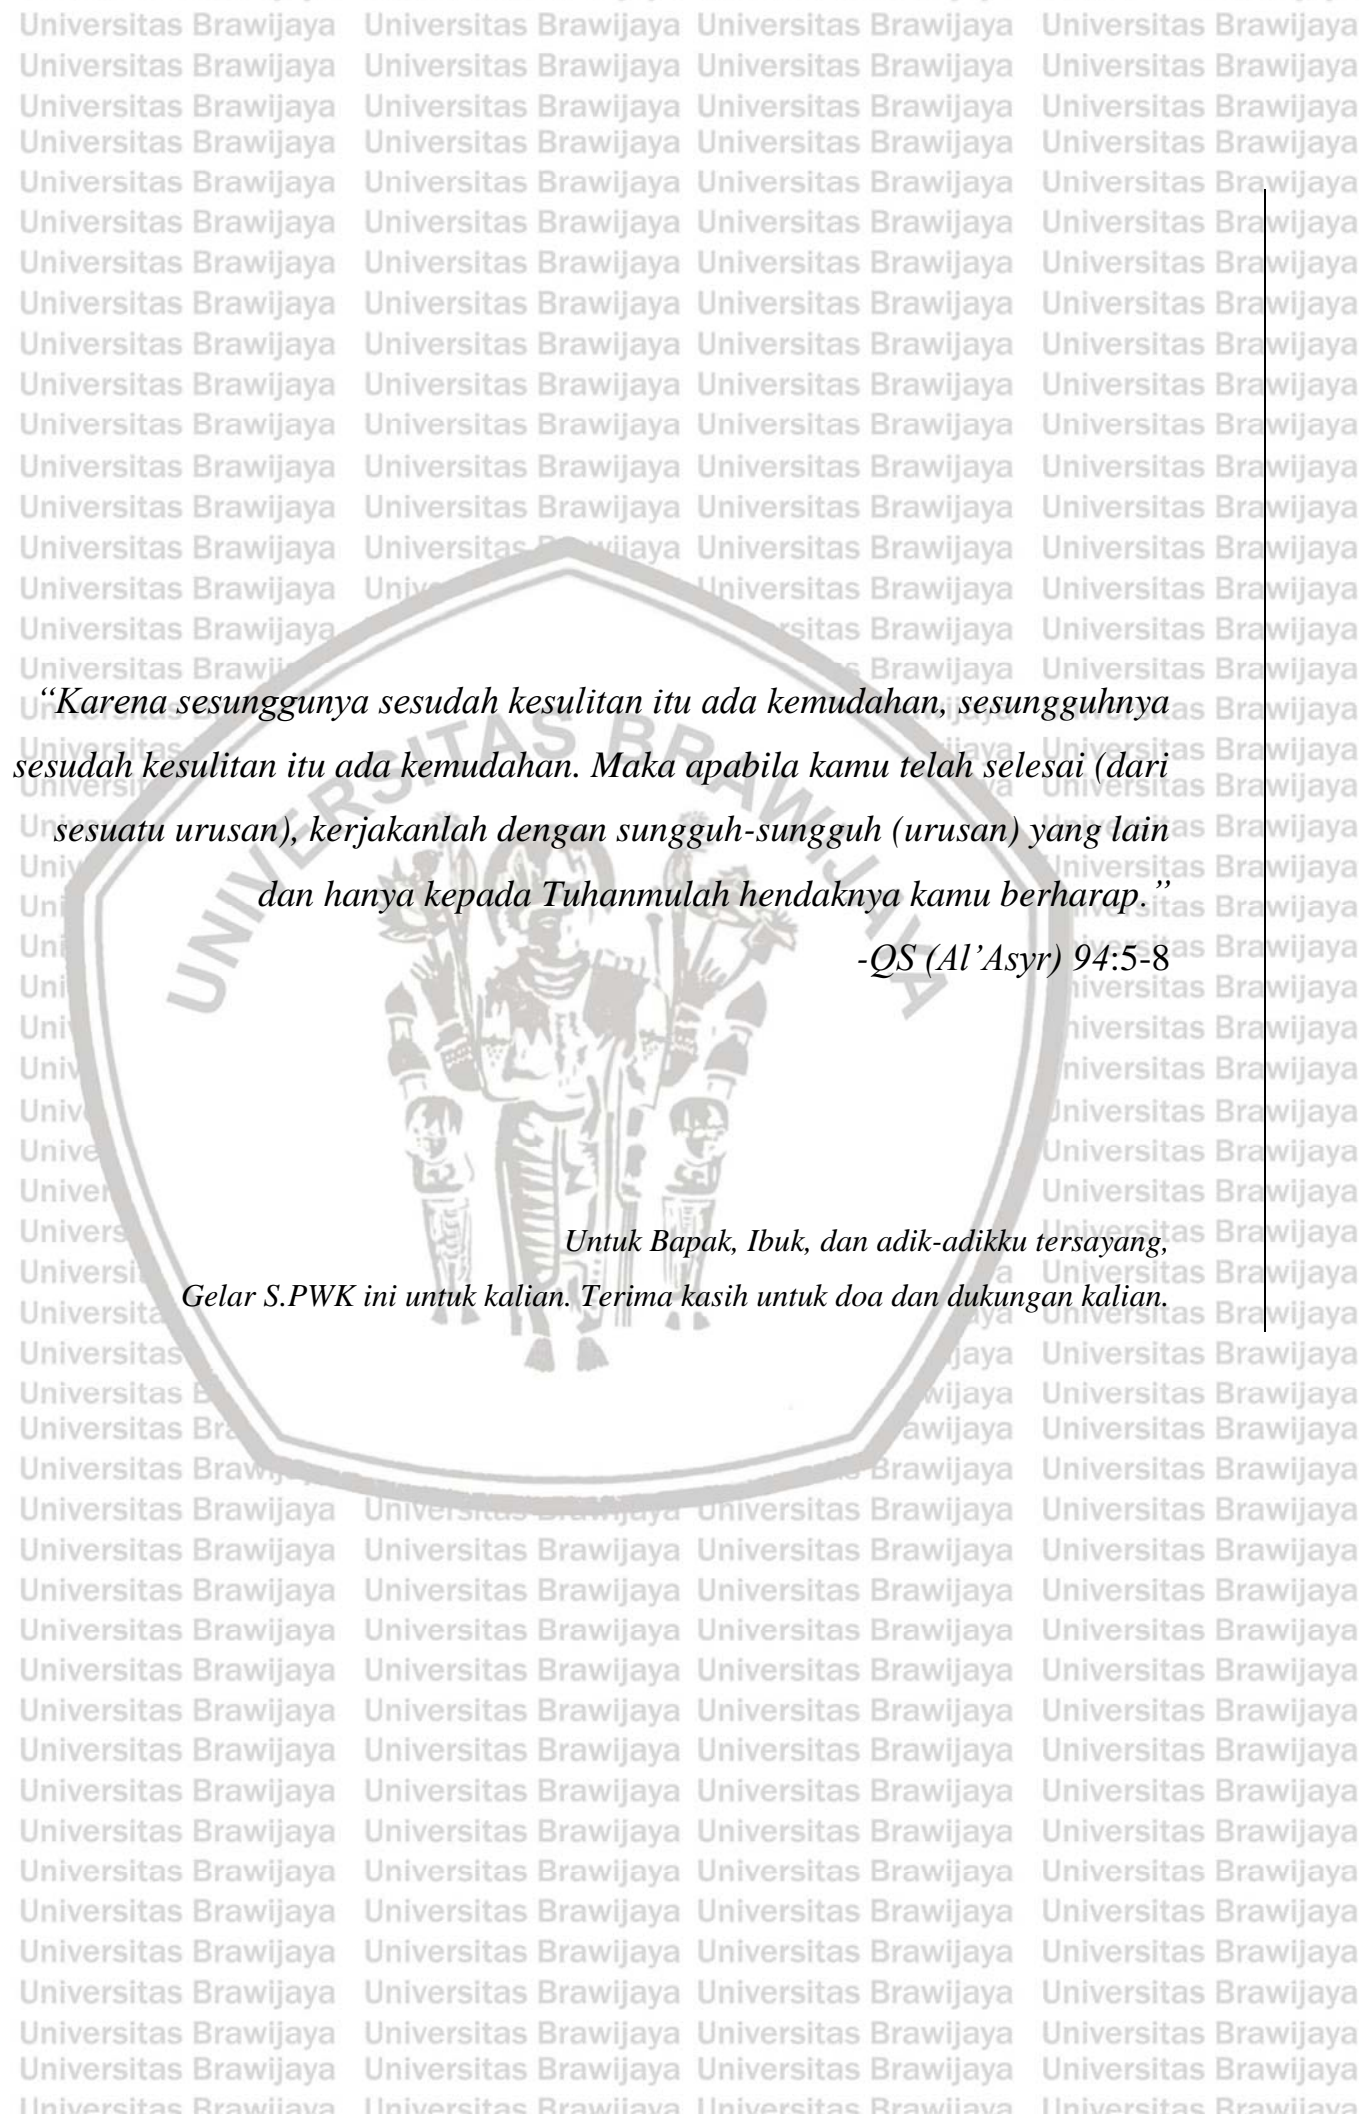 “Karena sesunggunya sesudah kesulitan itu ada kemudahan, sesungguhnya
sesudah kesulitan itu ada kemudahan. Maka apabila kamu telah selesai (dari
sesuatu urusan), kerjakanlah dengan sungguh-sungguh (urusan) yang lain
dan hanya kepada Tuhanmulah hendaknya kamu berharap.”
-QS (Al’Asyr) 94:5-8
UNIVERSITAS BRAWIJAYA
Untuk Bapak, Ibuk, dan adik-adikku tersayang,
Gelar S.PWK ini untuk kalian. Terima kasih untuk doa dan dukungan kalian.